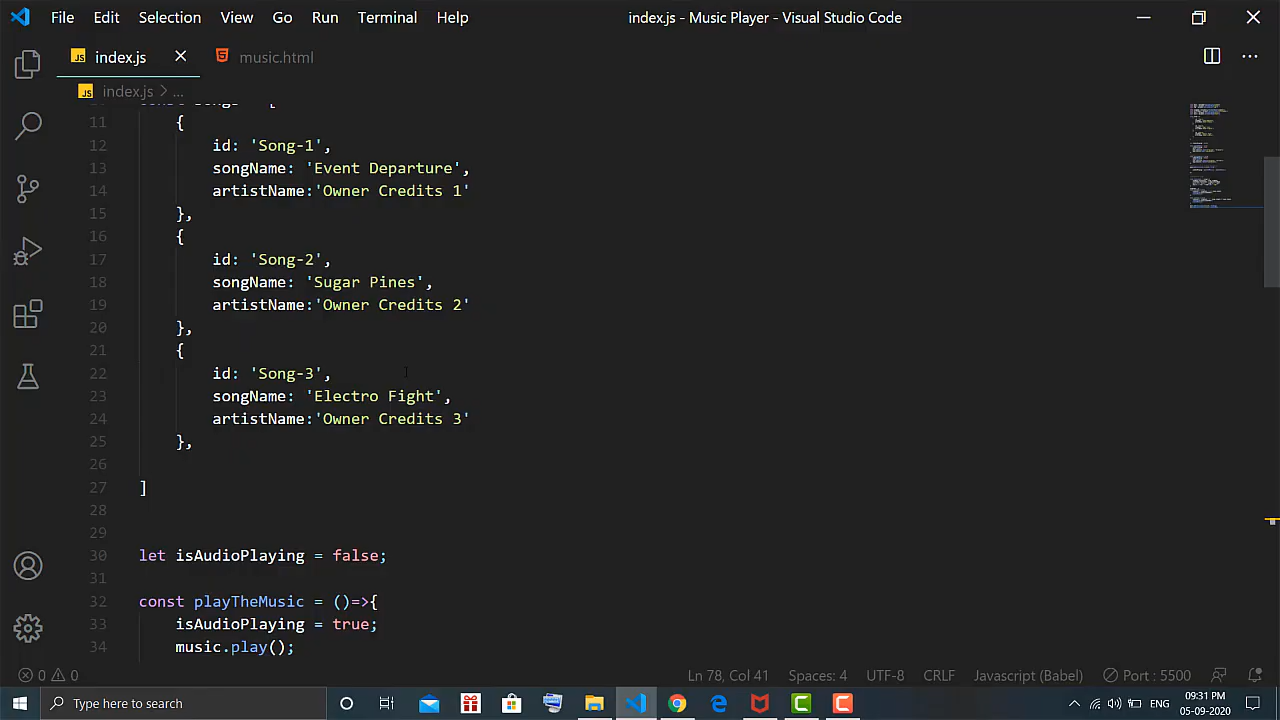 File Edit Selection View Go Run Terminal Help index.js - Music Player - Visual Studio Code
JS index.js music.html
JS index.js > ...
11 {
12 id: 'Song-1',
13 songName: 'Event Departure',
14 artistName:'Owner Credits 1'
15 },
16 {
17 id: 'Song-2',
18 songName: 'Sugar Pines',
19 artistName:'Owner Credits 2'
20 },
21 {
22 id: 'Song-3',
23 songName: 'Electro Fight',
24 artistName:'Owner Credits 3'
25 },
26
27 ]
28
29
30 let isAudioPlaying = false;
31
32 const playTheMusic = ()=>{
33 isAudioPlaying = true;
34 music.play();
0 0 Ln 78, Col 41 Spaces: 4 UTF-8 CRLF Javascript (Babel) Port : 5500
Type here to search ENG 09:31 PM
05-09-2020